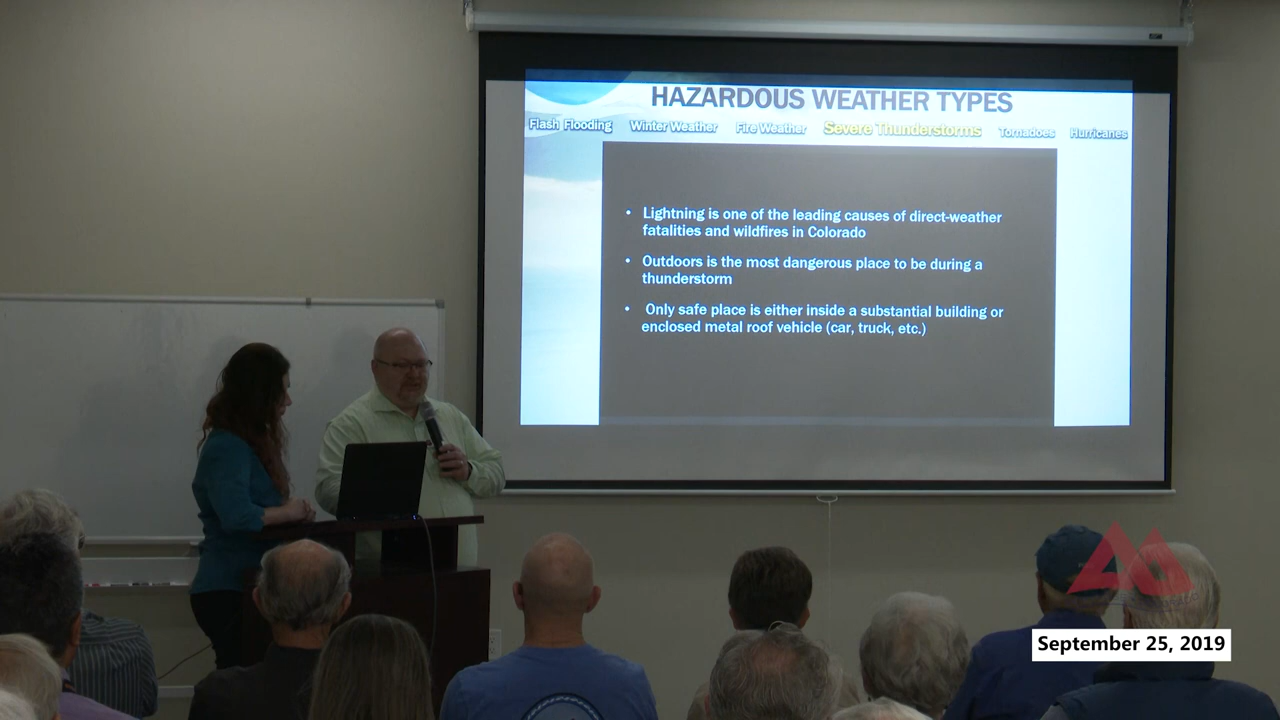 HAZARDOUS WEATHER TYPES
Flash Flooding Winter Weather Fire Weather Severe Thunderstorms Tornadoes Hurricanes
• Lightning is one of the leading causes of direct-weather
fatalities and wildfires in Colorado
• Outdoors is the most dangerous place to be during a
thunderstorm
• Only safe place is either inside a substantial building or
enclosed metal roof vehicle (car, truck, etc.)
September 25, 2019